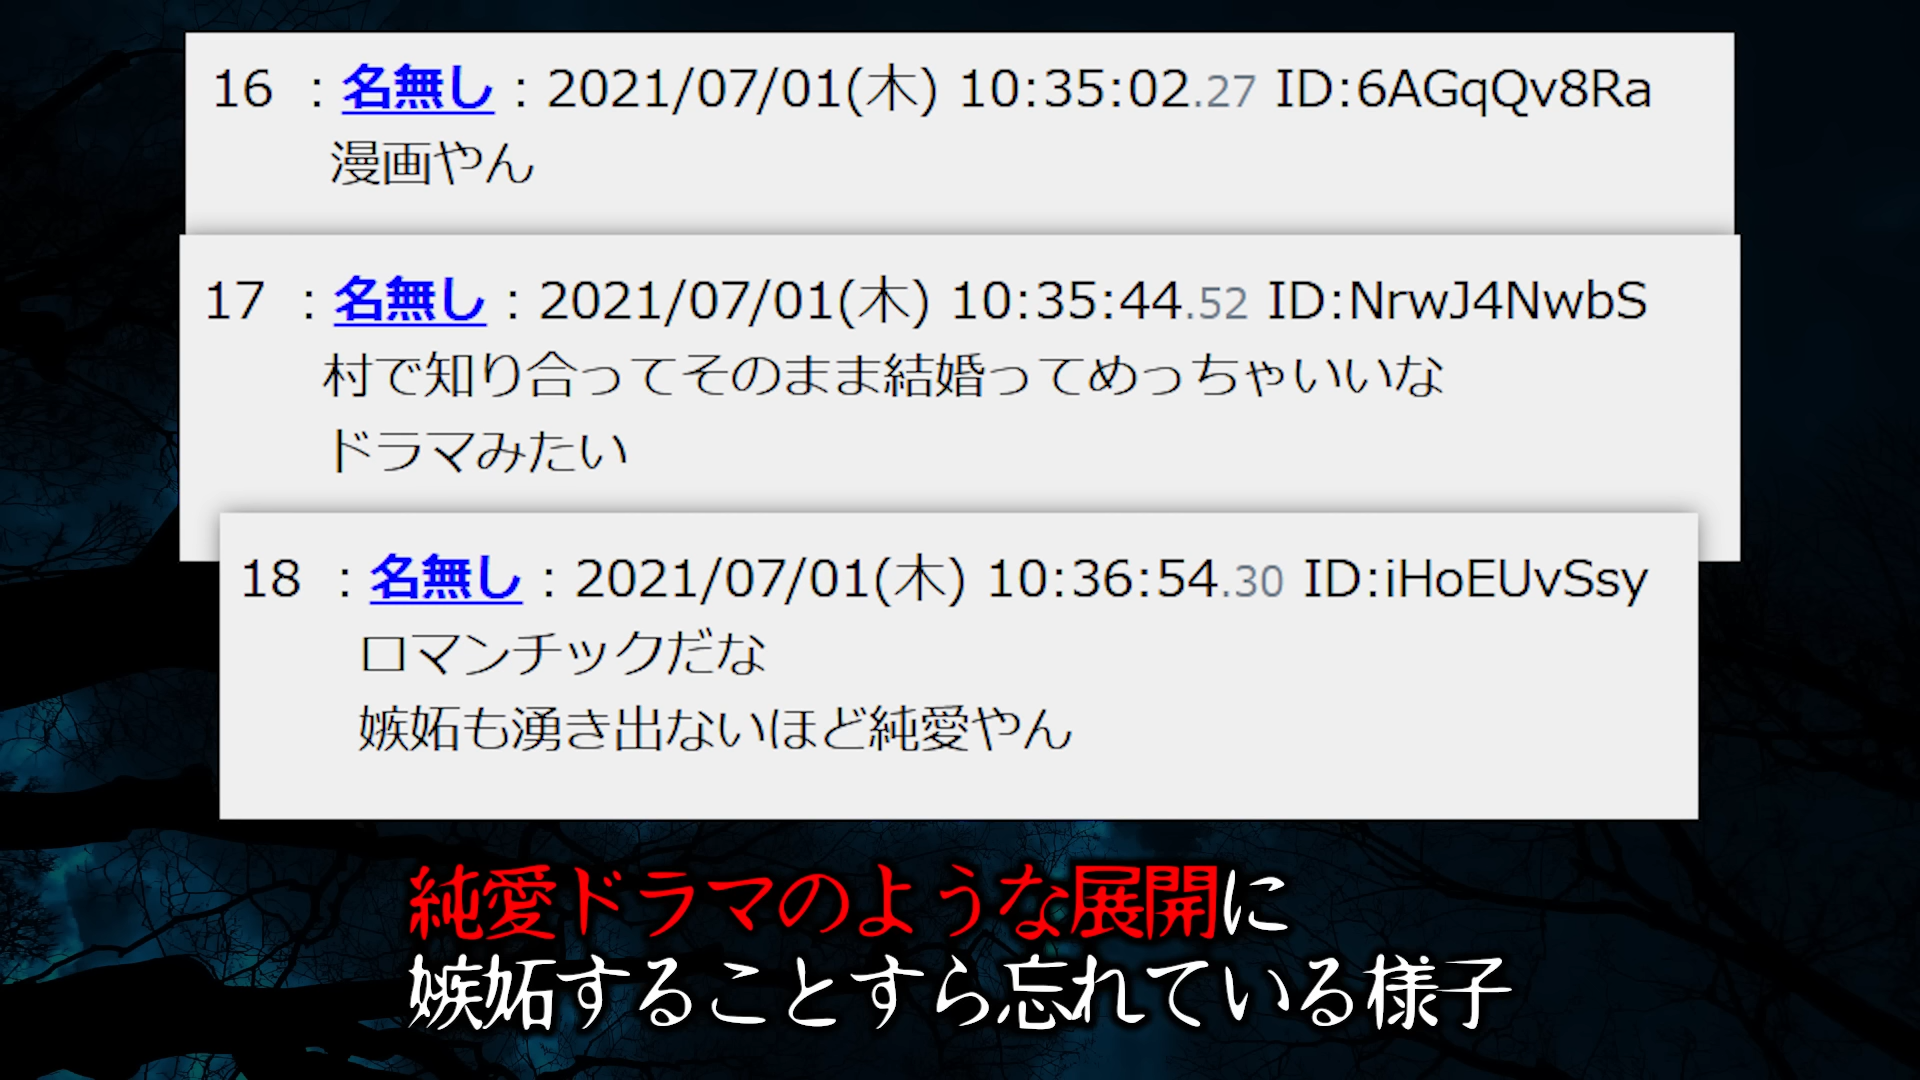 16 ：名無し：2021/07/01(木) 10:35:02.27 ID:6AGqQv8Ra
漫画やん
17 ：名無し：2021/07/01(木) 10:35:44.52 ID:NrwJ4NwbS
村で知り合ってそのまま結婚ってめっちゃいいな
ドラマみたい
18 ：名無し：2021/07/01(木) 10:36:54.30 ID:iHoEUvSsy
ロマンチックだな
嫉妬も湧き出ないほど純愛やん
純愛ドラマのような展開に
嫉妬することすら忘れている様子